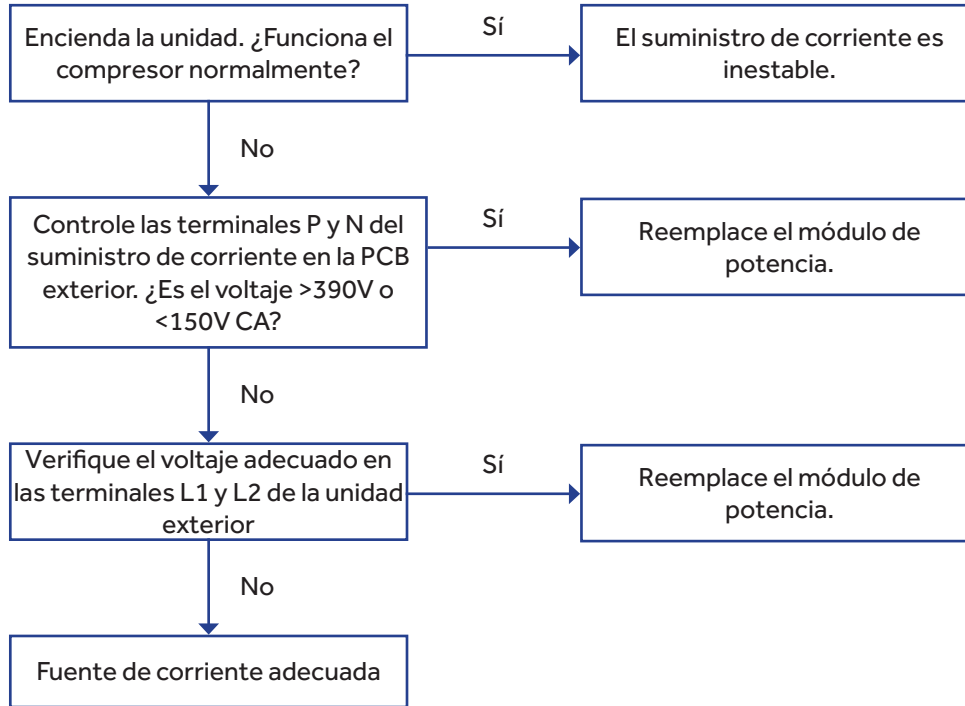 Encienda la unidad. ¿Funciona el
compresor normalmente?
Sí
El suministro de corriente es
inestable.
No
Controle las terminales P y N del
suministro de corriente en la PCB
exterior. ¿Es el voltaje >390V o
<150V CA?
Sí
Reemplace el módulo de
potencia.
No
Verifique el voltaje adecuado en
las terminales L1 y L2 de la unidad
exterior
Sí
Reemplace el módulo de
potencia.
No
Fuente de corriente adecuada